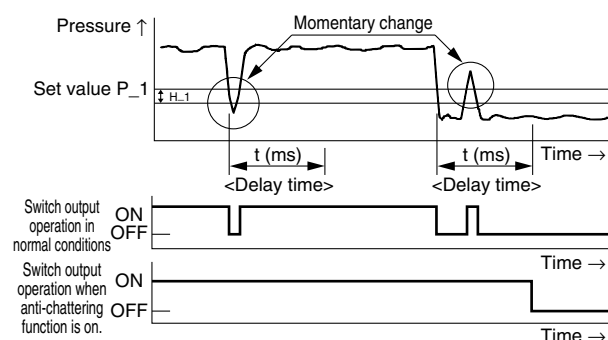 Pressure ↑
Momentary change
Set value P_1
H_1
t (ms)
t (ms)
Time →
<Delay time>
<Delay time>
Switch output
operation in
normal conditions
ON
OFF
Time →
Switch output
operation when
anti-chattering
function is on.
ON
OFF
Time →